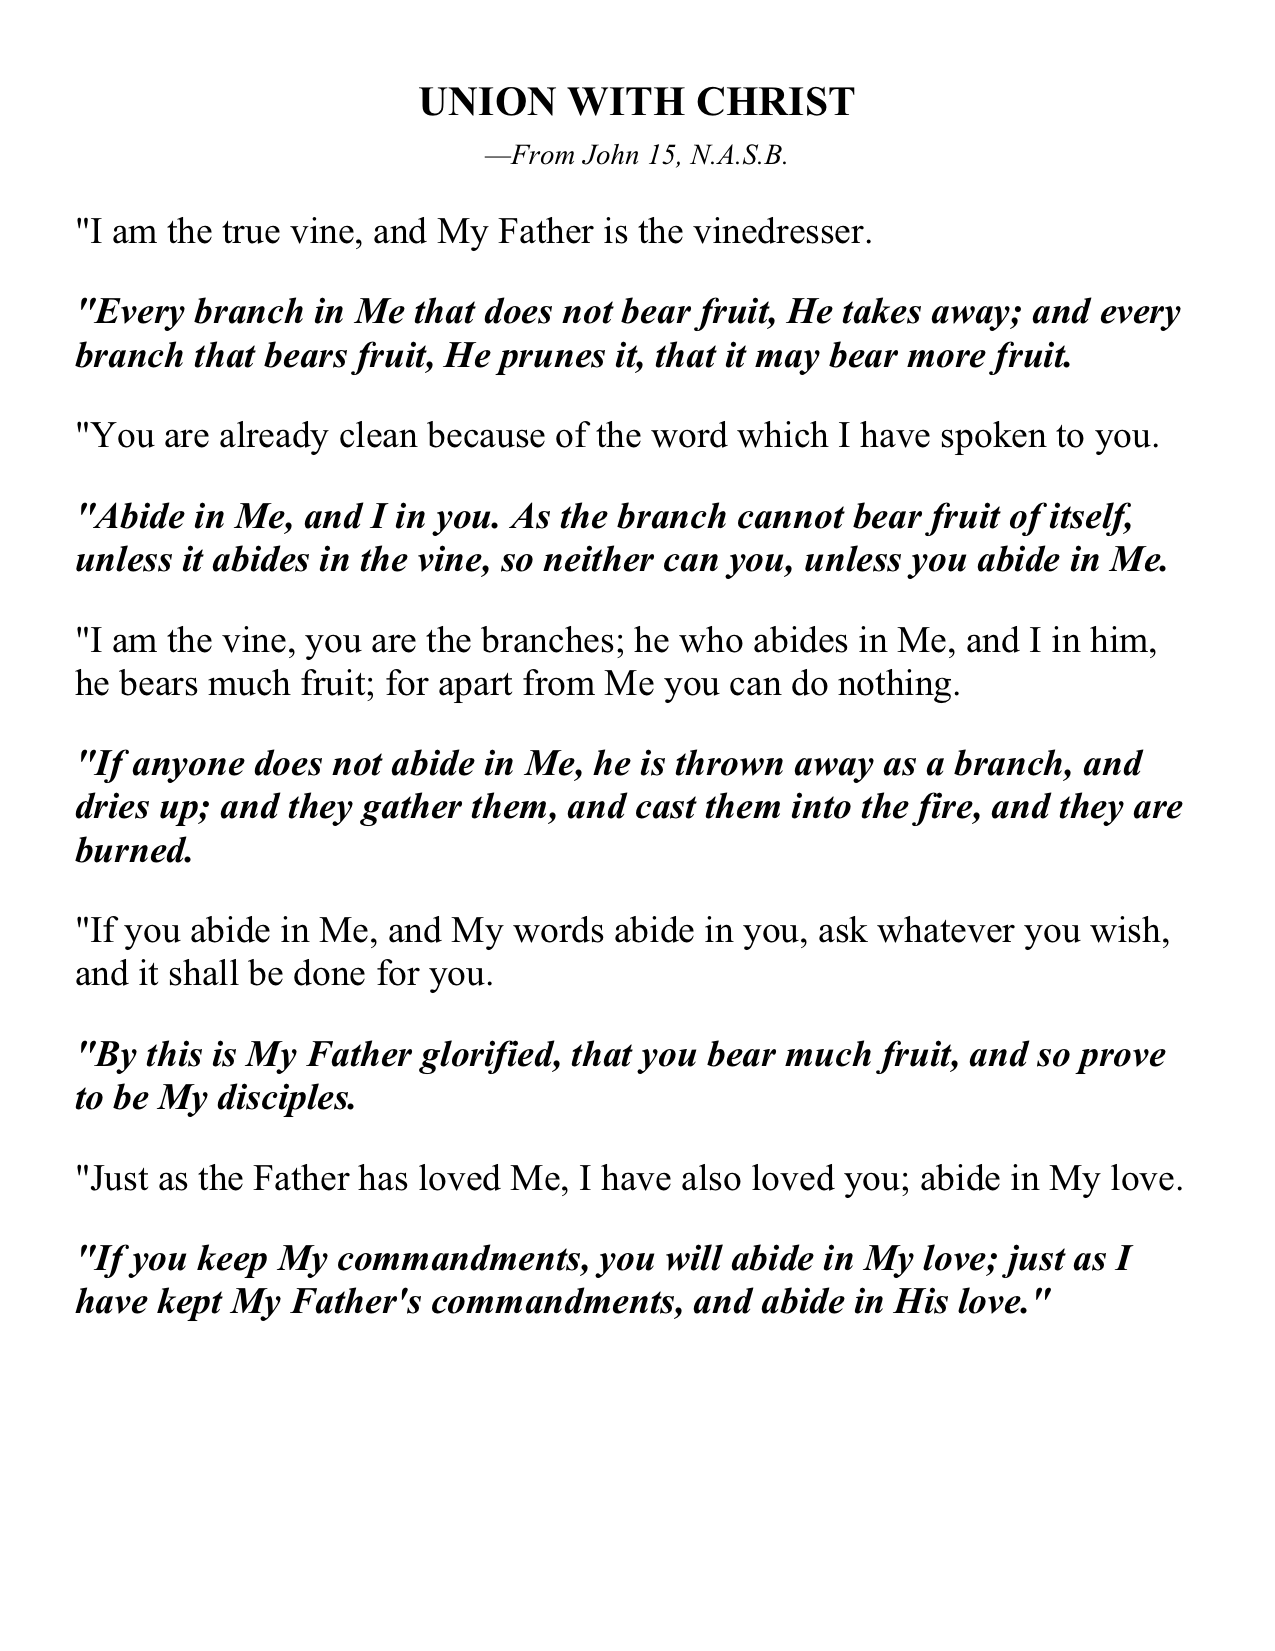 UNION WITH CHRIST
—From John 15, N.A.S.B.
"I am the true vine, and My Father is the vinedresser.
"Every branch in Me that does not bear fruit, He takes away; and every
branch that bears fruit, He prunes it, that it may bear more fruit.
"You are already clean because of the word which I have spoken to you.
"Abide in Me, and I in you. As the branch cannot bear fruit of itself,
unless it abides in the vine, so neither can you, unless you abide in Me.
"I am the vine, you are the branches; he who abides in Me, and I in him,
he bears much fruit; for apart from Me you can do nothing.
"If anyone does not abide in Me, he is thrown away as a branch, and
dries up; and they gather them, and cast them into the fire, and they are
burned.
"If you abide in Me, and My words abide in you, ask whatever you wish,
and it shall be done for you.
"By this is My Father glorified, that you bear much fruit, and so prove
to be My disciples.
"Just as the Father has loved Me, I have also loved you; abide in My love.
"If you keep My commandments, you will abide in My love; just as I
have kept My Father's commandments, and abide in His love."